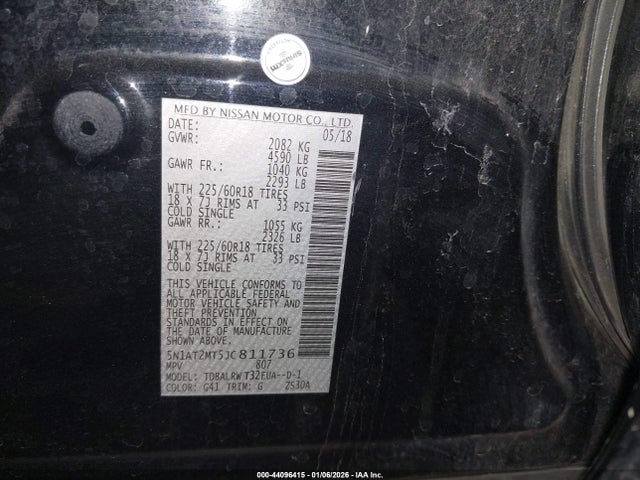 SIRIUSXM
MFD BY NISSAN MOTOR CO., LTD.
DATE: 05/18
GVWR: 2082 KG
4590 LB
GAWR FR.: 1040 KG
2293 LB
WITH 225/60R18 TIRES
18 X 7J RIMS AT 33 PSI
COLD SINGLE
GAWR RR.: 1055 KG
2326 LB
WITH 225/60R18 TIRES
18 X 7J RIMS AT 33 PSI
COLD SINGLE
THIS VEHICLE CONFORMS TO
ALL APPLICABLE FEDERAL
MOTOR VEHICLE SAFETY AND
THEFT PREVENTION
STANDARDS IN EFFECT ON
THE DATE OF MANUFACTURE
SHOWN ABOVE.
5N1AT2MT5JC811736
MPV 807
MODEL: TDBALRWT32EUA--D-1
COLOR: G41 TRIM: G 2S30A
000-44096415 - 01/06/2026 - IAA Inc.